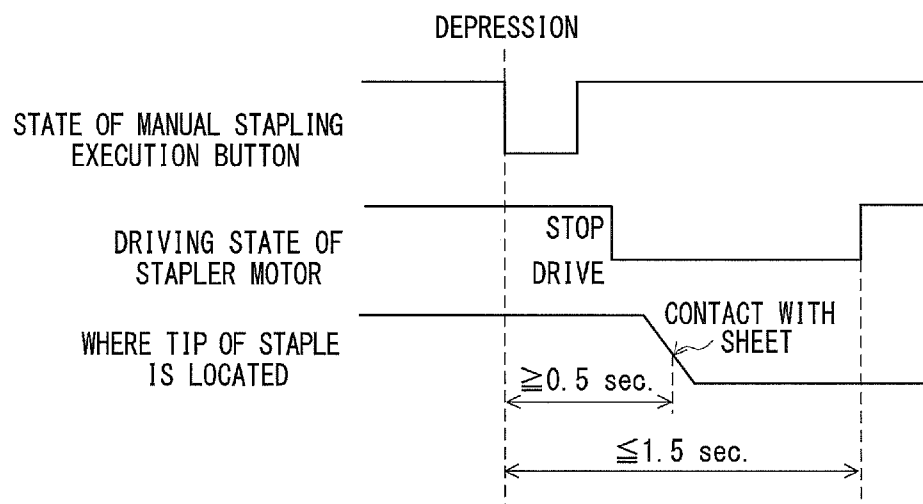 DEPRESSION
STATE OF MANUAL STAPLING
EXECUTION BUTTON
DRIVING STATE OF
STAPLER MOTOR
STOP
DRIVE
WHERE TIP OF STAPLE
IS LOCATED
CONTACT WITH
SHEET
≧0.5 sec.
≦1.5 sec.